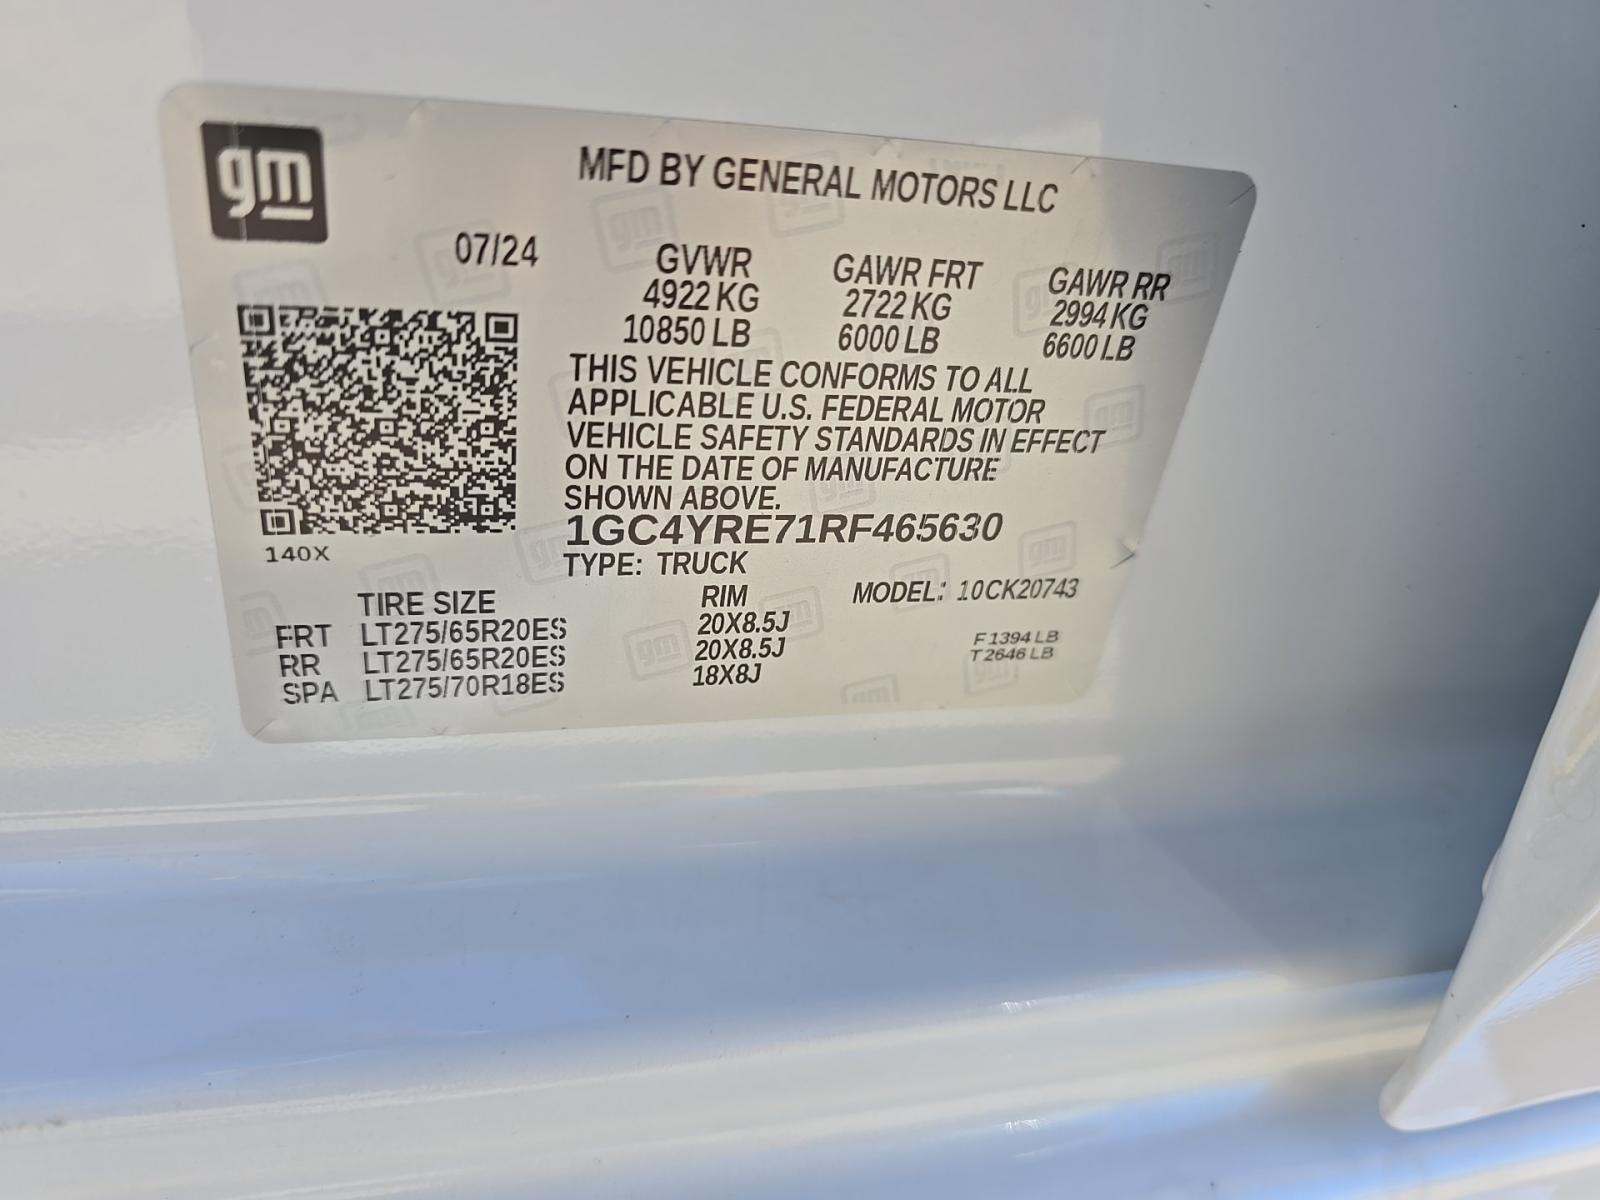 gm
MFD BY GENERAL MOTORS LLC
07/24
GVWR GAWR FRT GAWR RR
4922 KG 2722 KG 2994 KG
10850 LB 6000 LB 6600 LB
THIS VEHICLE CONFORMS TO ALL
APPLICABLE U.S. FEDERAL MOTOR
VEHICLE SAFETY STANDARDS IN EFFECT
ON THE DATE OF MANUFACTURE
SHOWN ABOVE.
1GC4YRE71RF465630
140X
TYPE: TRUCK
TIRE SIZE RIM MODEL: 10CK20743
FRT LT275/65R20ES 20X8.5J
RR LT275/65R20ES 20X8.5J
SPA LT275/70R18ES 18X8J
F 1394 LB
T 2646 LB